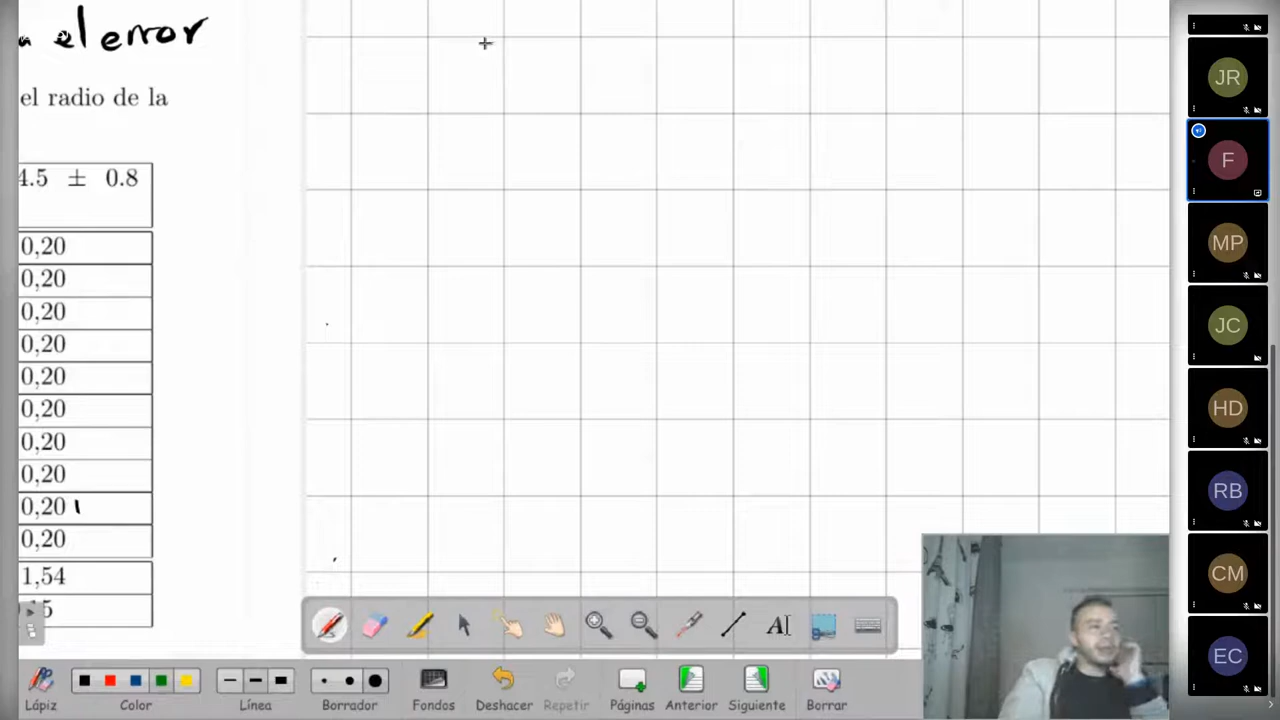 el error
el radio de la
4.5 ± 0.8
0,20
0,20
0,20
0,20
0,20
0,20
0,20
0,20
0,20
0,20
1,54
Lápiz
Color
Línea
Borrador
Fondos
Deshacer
Repetir
Páginas
Anterior
Siguiente
Borrar
JR
F
MP
JC
HD
RB
CM
EC